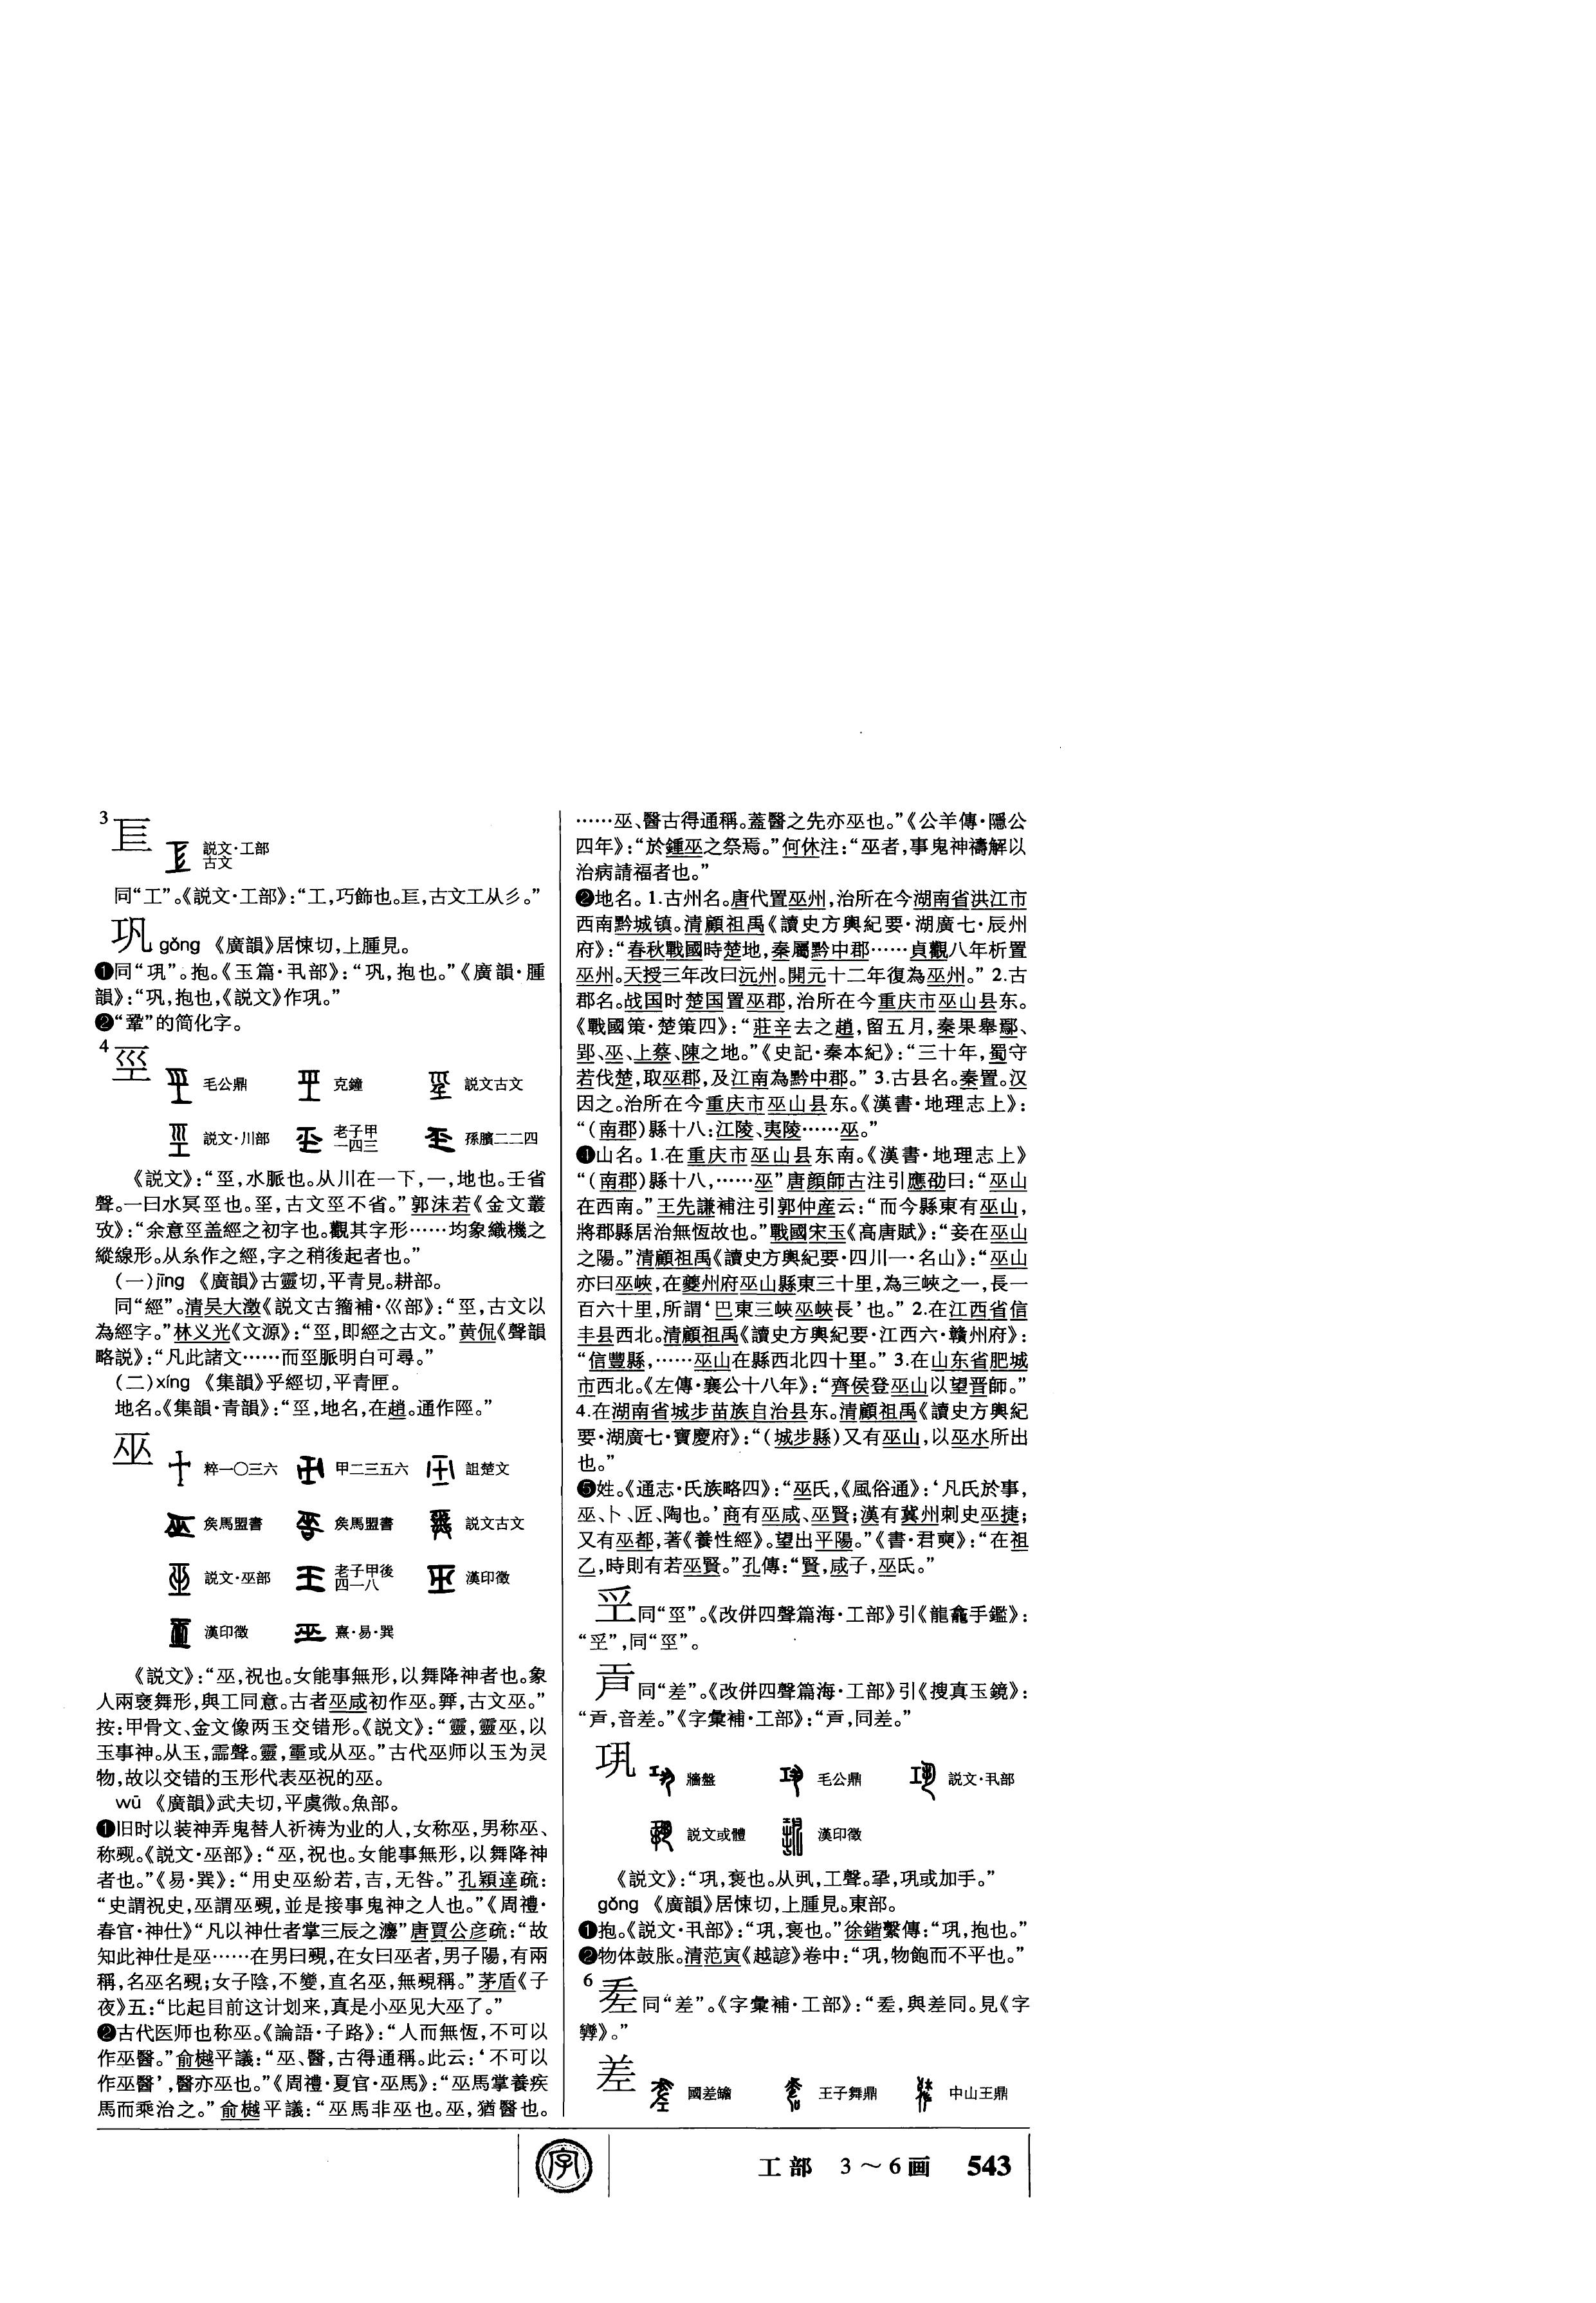 3
説文·工部
古文
同“工”。《説文·工部》:“工,巧飾也。𢒄,古文工从彡。”
巩 gǒng 《廣韻》居悚切,上腫見。
❶同“巩”。抱。《玉篇·丮部》:“巩,抱也。”《廣韻·腫
韻》:“巩,抱也,《説文》作巩。”
❷“鞏”的简化字。
4 巠
毛公鼎 克鐘 説文古文
説文·川部 老子甲一四三 孫臏二二四
《説文》:“巠,水脈也。从川在一下,一,地也。壬省
聲。一曰水冥巠也。𡿭,古文巠不省。”郭沫若《金文叢
攷》:“余意巠盖經之初字也。觀其字形……均象織機之
縱線形。从糸作之經,字之稍後起者也。”
(一)jīng 《廣韻》古靈切,平青見。耕部。
同“經”。清吴大澂《説文古籀補·巛部》:“巠,古文以
為經字。”林义光《文源》:“巠,即經之古文。”黄侃《聲韻
略説》:“凡此諸文……而巠脈明白可尋。”
(二)xíng 《集韻》乎經切,平青匣。
地名。《集韻·青韻》:“巠,地名,在趙。通作陘。”
巫
粹一〇三六 甲二三五六 詛楚文
矦馬盟書 矦馬盟書 説文古文
説文·巫部 老子甲後四一八 漢印徵
漢印徵 熹·易·巽
《説文》:“巫,祝也。女能事無形,以舞降神者也。象
人兩褎舞形,與工同意。古者巫咸初作巫。𢍮,古文巫。”
按:甲骨文、金文像两玉交错形。《説文》:“靈,靈巫,以
玉事神。从玉,霝聲。靈,𩆜或从巫。”古代巫师以玉为灵
物,故以交错的玉形代表巫祝的巫。
wū 《廣韻》武夫切,平虞微。魚部。
❶旧时以装神弄鬼替人祈祷为业的人,女称巫,男称巫、
称觋。《説文·巫部》:“巫,祝也。女能事無形,以舞降神
者也。”《易·巽》:“用史巫紛若,吉,无咎。”孔穎達疏:
“史謂祝史,巫謂巫覡,並是接事鬼神之人也。”《周禮·
春官·神仕》“凡以神仕者掌三辰之灋”唐賈公彦疏:“故
知此神仕是巫……在男曰覡,在女曰巫者,男子陽,有兩
稱,名巫名覡;女子陰,不變,直名巫,無覡稱。”茅盾《子
夜》五:“比起目前这计划来,真是小巫见大巫了。”
❷古代医师也称巫。《論語·子路》:“人而無恆,不可以
作巫醫。”俞樾平議:“巫、醫,古得通稱。此云:‘不可以
作巫醫’,醫亦巫也。”《周禮·夏官·巫馬》:“巫馬掌養疾
馬而乘治之。”俞樾平議:“巫馬非巫也。巫,猶醫也。
……巫、醫古得通稱。蓋醫之先亦巫也。”《公羊傳·隱公
四年》:“於鍾巫之祭焉。”何休注:“巫者,事鬼神禱解以
治病請福者也。”
❷地名。1.古州名。唐代置巫州,治所在今湖南省洪江市
西南黔城镇。清顧祖禹《讀史方輿紀要·湖廣七·辰州
府》:“春秋戰國時楚地,秦屬黔中郡……貞觀八年析置
巫州。天授三年改曰沅州。開元十二年復為巫州。”2.古
郡名。战国时楚国置巫郡,治所在今重庆市巫山县东。
《戰國策·楚策四》:“莊辛去之趙,留五月,秦果舉鄢、
郢、巫、上蔡、陳之地。”《史記·秦本紀》:“三十年,蜀守
若伐楚,取巫郡,及江南為黔中郡。”3.古县名。秦置。汉
因之。治所在今重庆市巫山县东。《漢書·地理志上》:
“(南郡)縣十八:江陵、夷陵……巫。”
❹山名。1.在重庆市巫山县东南。《漢書·地理志上》
“(南郡)縣十八,……巫”唐顔師古注引應劭曰:“巫山
在西南。”王先謙補注引郭仲産云:“而今縣東有巫山,
將郡縣居治無恆故也。”戰國宋玉《高唐賦》:“妾在巫山
之陽。”清顧祖禹《讀史方輿紀要·四川一·名山》:“巫山
亦曰巫峽,在夔州府巫山縣東三十里,為三峽之一,長一
百六十里,所謂‘巴東三峽巫峽長’也。”2.在江西省信
丰县西北。清顧祖禹《讀史方輿紀要·江西六·贛州府》:
“信豐縣,……巫山在縣西北四十里。”3.在山东省肥城
市西北。《左傳·襄公十八年》:“齊侯登巫山以望晋師。”
4.在湖南省城步苗族自治县东。清顧祖禹《讀史方輿紀
要·湖廣七·寶慶府》:“(城步縣)又有巫山,以巫水所出
也。”
❺姓。《通志·氏族略四》:“巫氏,《風俗通》:‘凡氏於事,
巫、卜、匠、陶也。’商有巫咸、巫賢;漢有冀州刺史巫捷;
又有巫都,著《養性經》。望出平陽。”《書·君奭》:“在祖
乙,時則有若巫賢。”孔傳:“賢,咸子,巫氏。”
同“巠”。《改併四聲篇海·工部》引《龍龕手鑑》:
同“巠”。
同“差”。《改併四聲篇海·工部》引《搜真玉鏡》:
音差。”《字彙補·工部》:“同差。”
巩
牆盤 毛公鼎 説文·丮部
説文或體 漢印徵
《説文》:“巩,褱也。从丮,工聲。𢀜,巩或加手。”
gǒng 《廣韻》居悚切,上腫見。東部。
❶抱。《説文·丮部》:“巩,褱也。”徐鍇繫傳:“巩,抱也。”
❷物体鼓胀。清范寅《越諺》卷中:“巩,物飽而不平也。”
6
同“差”。《字彙補·工部》:“與差同。見《字
辨》。”
差
國差𦉜 王子舞鼎 中山王鼎
字 工部 3～6画 543